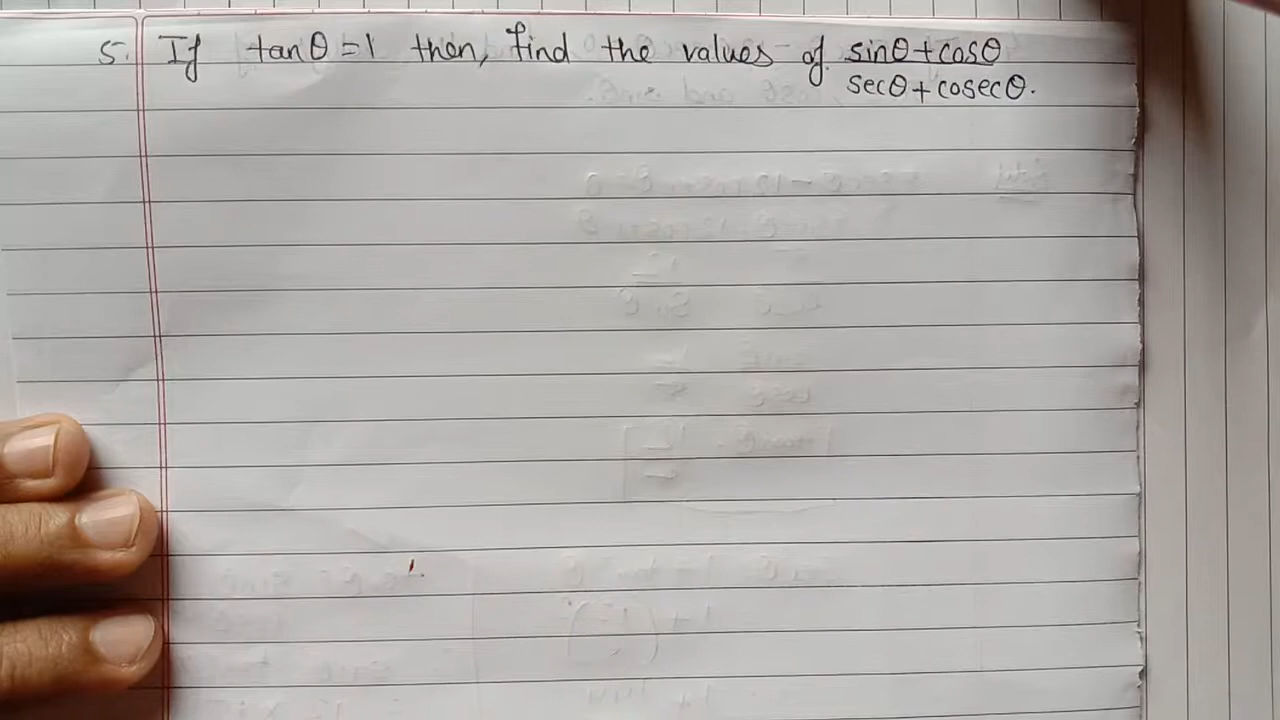 5. If tanθ = 1 then, find the values of sinθ + cosθ
secθ + cosecθ.